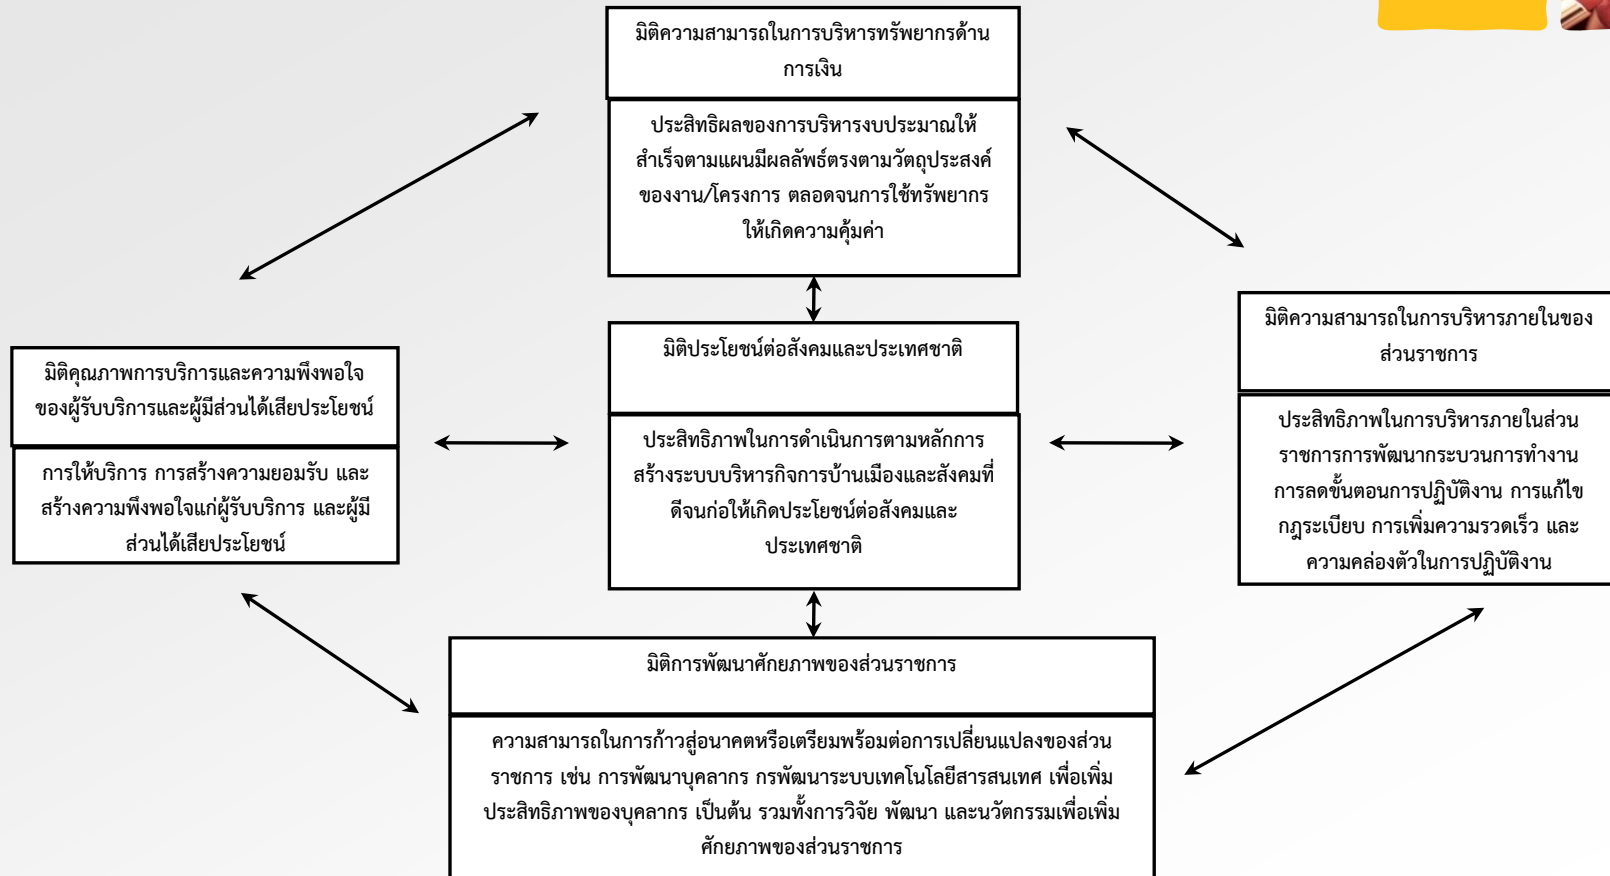 มิติความสามารถในการบริหารทรัพยากรด้าน
การเงิน
ประสิทธิผลของการบริหารงบประมาณให้
สำเร็จตามแผนมีผลลัพธ์ตรงตามวัตถุประสงค์
ของงาน/โครงการ ตลอดจนการใช้ทรัพยากร
ให้เกิดความคุ้มค่า
มิติคุณภาพการบริการและความพึงพอใจ
ของผู้รับบริการและผู้มีส่วนได้เสียประโยชน์
การให้บริการ การสร้างความยอมรับ และ
สร้างความพึงพอใจแก่ผู้รับบริการ และผู้มี
ส่วนได้เสียประโยชน์
มิติประโยชน์ต่อสังคมและประเทศชาติ
ประสิทธิภาพในการดำเนินการตามหลักการ
สร้างระบบบริหารกิจการบ้านเมืองและสังคมที่
ดีจนก่อให้เกิดประโยชน์ต่อสังคมและ
ประเทศชาติ
มิติความสามารถในการบริหารภายในของ
ส่วนราชการ
ประสิทธิภาพในการบริหารภายในส่วน
ราชการการพัฒนากระบวนการทำงาน
การลดขั้นตอนการปฏิบัติงาน การแก้ไข
กฎระเบียบ การเพิ่มความรวดเร็ว และ
ความคล่องตัวในการปฏิบัติงาน
มิติการพัฒนาศักยภาพของส่วนราชการ
ความสามารถในการก้าวสู่อนาคตหรือเตรียมพร้อมต่อการเปลี่ยนแปลงของส่วน
ราชการ เช่น การพัฒนาบุคลากร กรพัฒนาระบบเทคโนโลยีสารสนเทศ เพื่อเพิ่ม
ประสิทธิภาพของบุคลากร เป็นต้น รวมทั้งการวิจัย พัฒนา และนวัตกรรมเพื่อเพิ่ม
ศักยภาพของส่วนราชการ